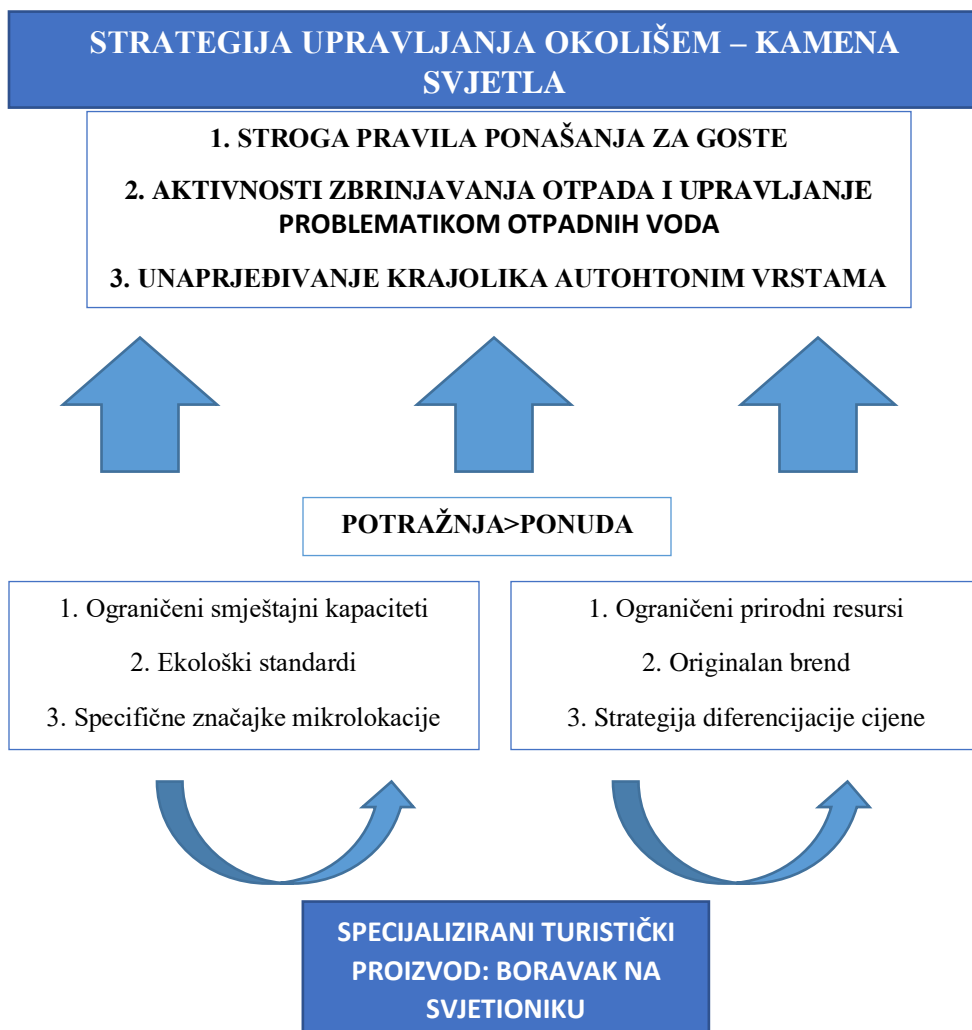 STRATEGIJA UPRAVLJANJA OKOLIŠEM – KAMENA
SVJETLA
1. STROGA PRAVILA PONAŠANJA ZA GOSTE
2. AKTIVNOSTI ZBRINJAVANJA OTPADA I UPRAVLJANJE
PROBLEMATIKOM OTPADNIH VODA
3. UNAPRJEĐIVANJE KRAJOLIKA AUTOHTONIM VRSTAMA
POTRAŽNJA>PONUDA
1. Ograničeni smještajni kapaciteti
2. Ekološki standardi
3. Specifične značajke mikrolokacije
1. Ograničeni prirodni resursi
2. Originalan brend
3. Strategija diferencijacije cijene
SPECIJALIZIRANI TURISTIČKI
PROIZVOD: BORAVAK NA
SVJETIONIKU